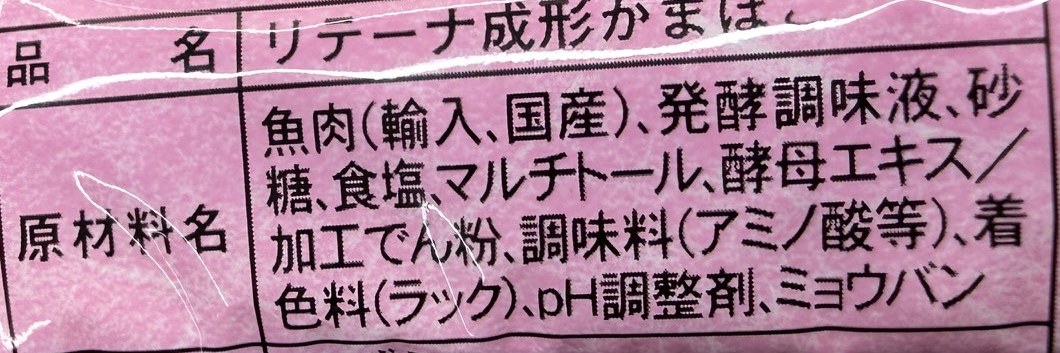 品名 リテーナ成形かまぼこ
原材料名 魚肉(輸入、国産)、発酵調味液、砂
糖、食塩、マルチトール、酵母エキス／
加工でん粉、調味料(アミノ酸等)、着
色料(ラック)、pH調整剤、ミョウバン